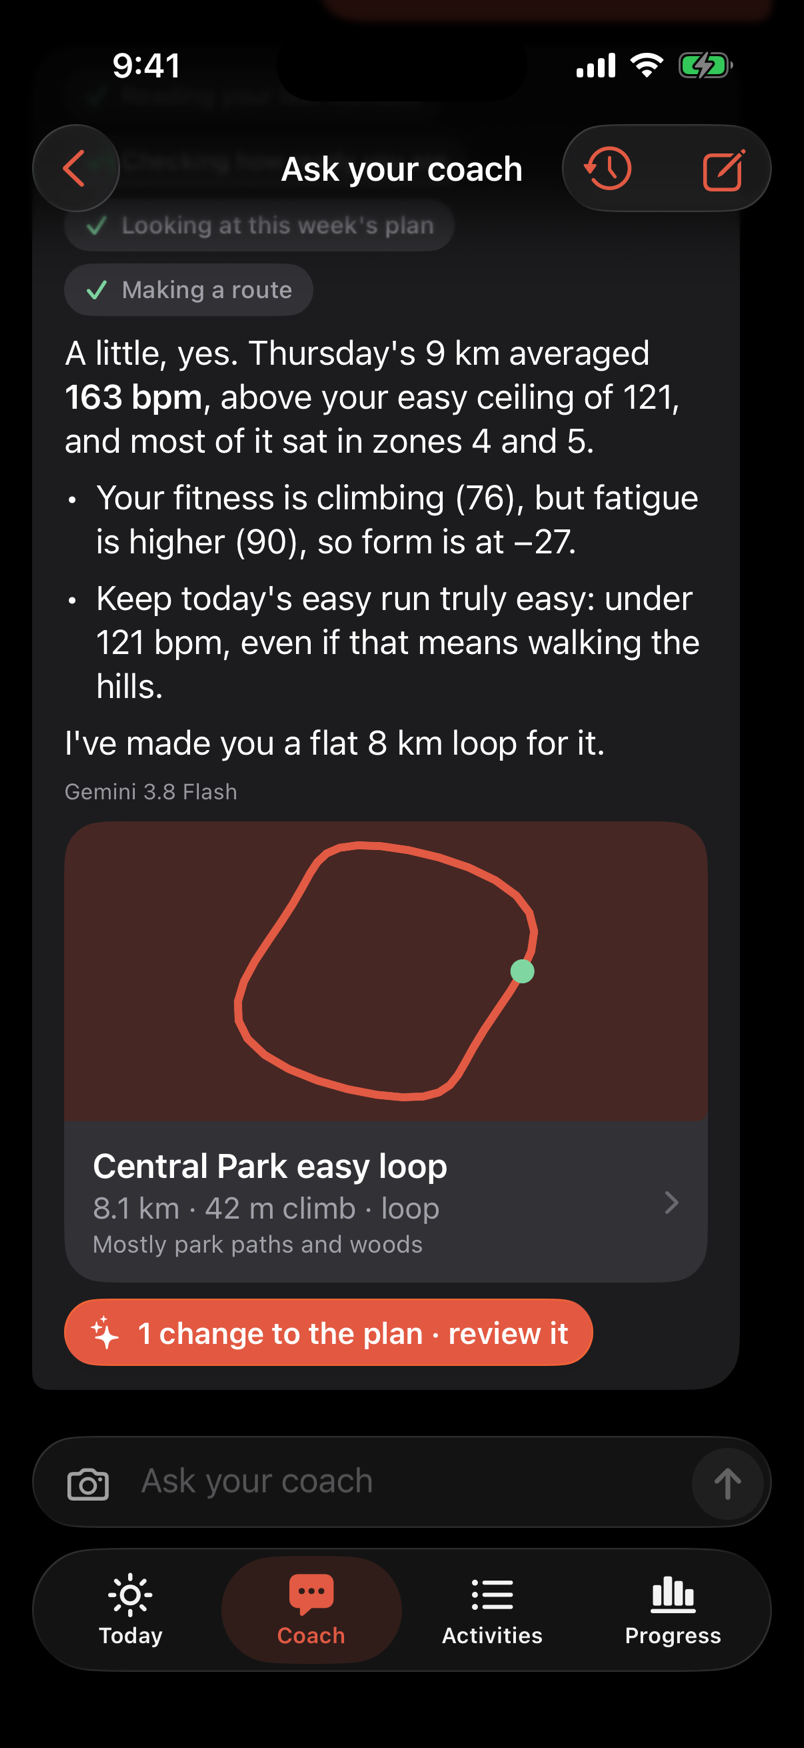 9:41
Ask your coach
Looking at this week's plan
Making a route
A little, yes. Thursday's 9 km averaged
163 bpm, above your easy ceiling of 121,
and most of it sat in zones 4 and 5.
• Your fitness is climbing (76), but fatigue
is higher (90), so form is at −27.
• Keep today's easy run truly easy: under
121 bpm, even if that means walking the
hills.
I've made you a flat 8 km loop for it.
Gemini 3.8 Flash
Central Park easy loop
8.1 km · 42 m climb · loop
Mostly park paths and woods
1 change to the plan · review it
Ask your coach
Today
Coach
Activities
Progress